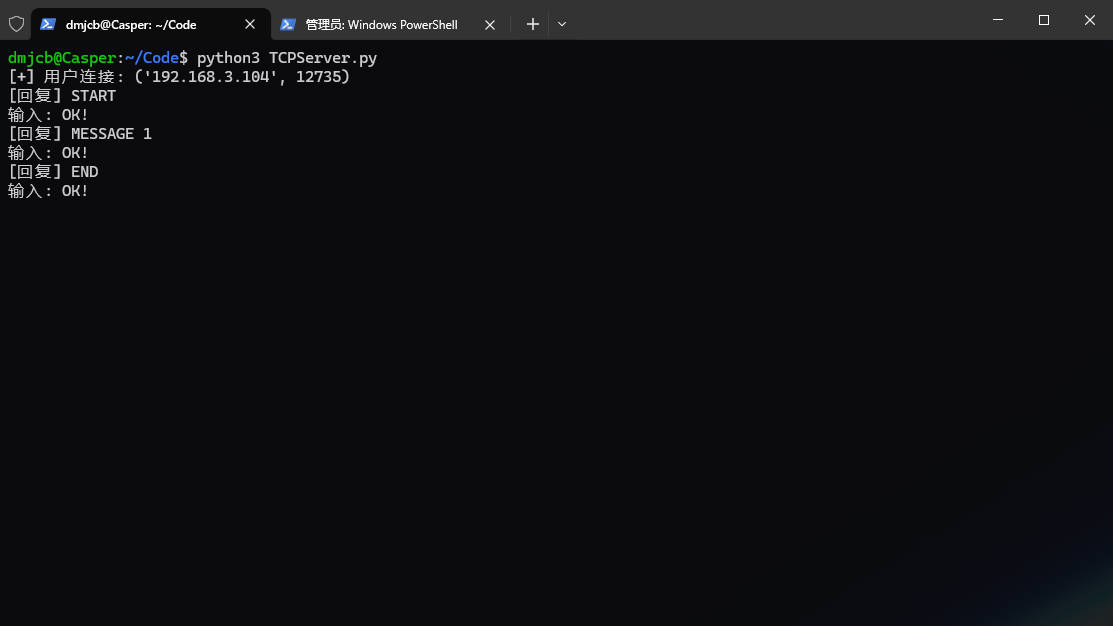 dmjcb@Casper: ~/Code
管理员: Windows PowerShell
dmjcb@Casper:~/Code$ python3 TCPServer.py
[+] 用户连接: ('192.168.3.104', 12735)
[回复] START
输入: OK!
[回复] MESSAGE 1
输入: OK!
[回复] END
输入: OK!